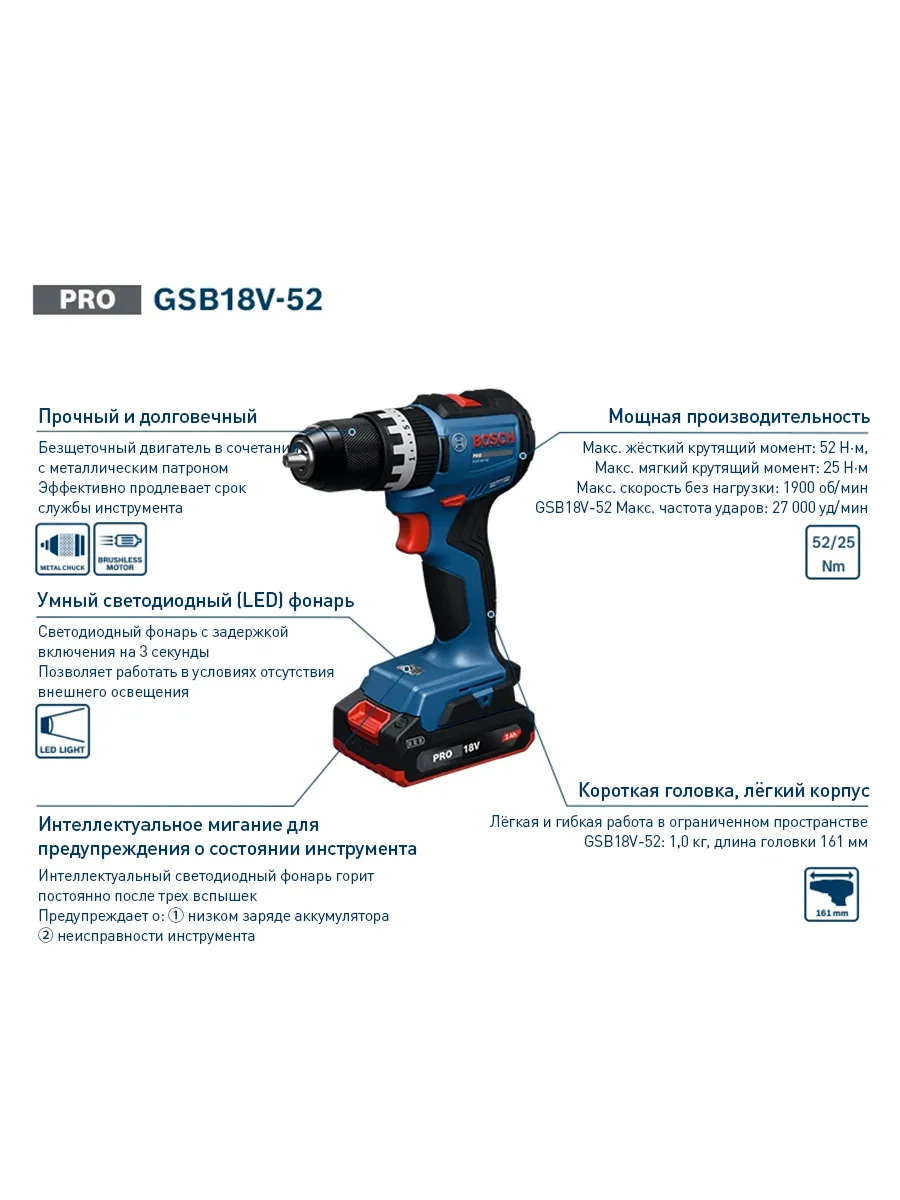 PRO GSB18V-52
Прочный и долговечный
Безщеточный двигатель в сочетани
с металлическим патроном
Эффективно продлевает срок
службы инструмента
METAL CHUCK
BRUSHLESS
MOTOR
Умный светодиодный (LED) фонарь
Светодиодный фонарь с задержкой
включения на 3 секунды
Позволяет работать в условиях отсутствия
внешнего освещения
LED LIGHT
Интеллектуальное мигание для
предупреждения о состоянии инструмента
Интеллектуальный светодиодный фонарь горит
постоянно после трех вспышек
Предупреждает о: ① низком заряде аккумулятора
② неисправности инструмента
BOSCH
PRO
PRO 18V
2Ah
Мощная производительность
Макс. жёсткий крутящий момент: 52 Н·м,
Макс. мягкий крутящий момент: 25 Н·м
Макс. скорость без нагрузки: 1900 об/мин
GSB18V-52 Макс. частота ударов: 27 000 уд/мин
52/25
Nm
Короткая головка, лёгкий корпус
Лёгкая и гибкая работа в ограниченном пространстве
GSB18V-52: 1,0 кг, длина головки 161 мм
161 mm